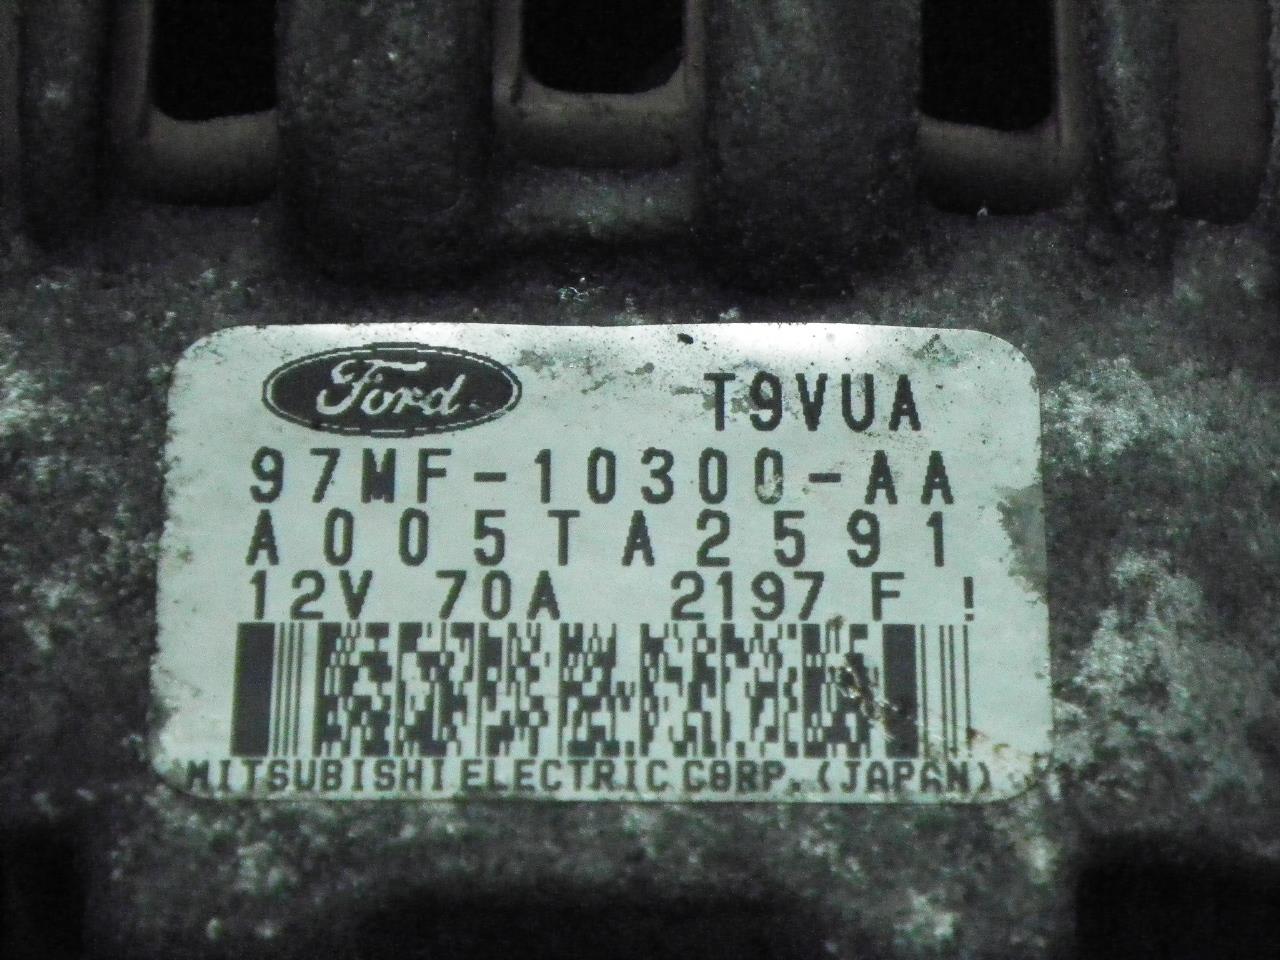 Ford T9VUA
97MF-10300-AA
A005TA2591
12V 70A 2197 F !
MITSUBISHI ELECTRIC CORP. (JAPAN)